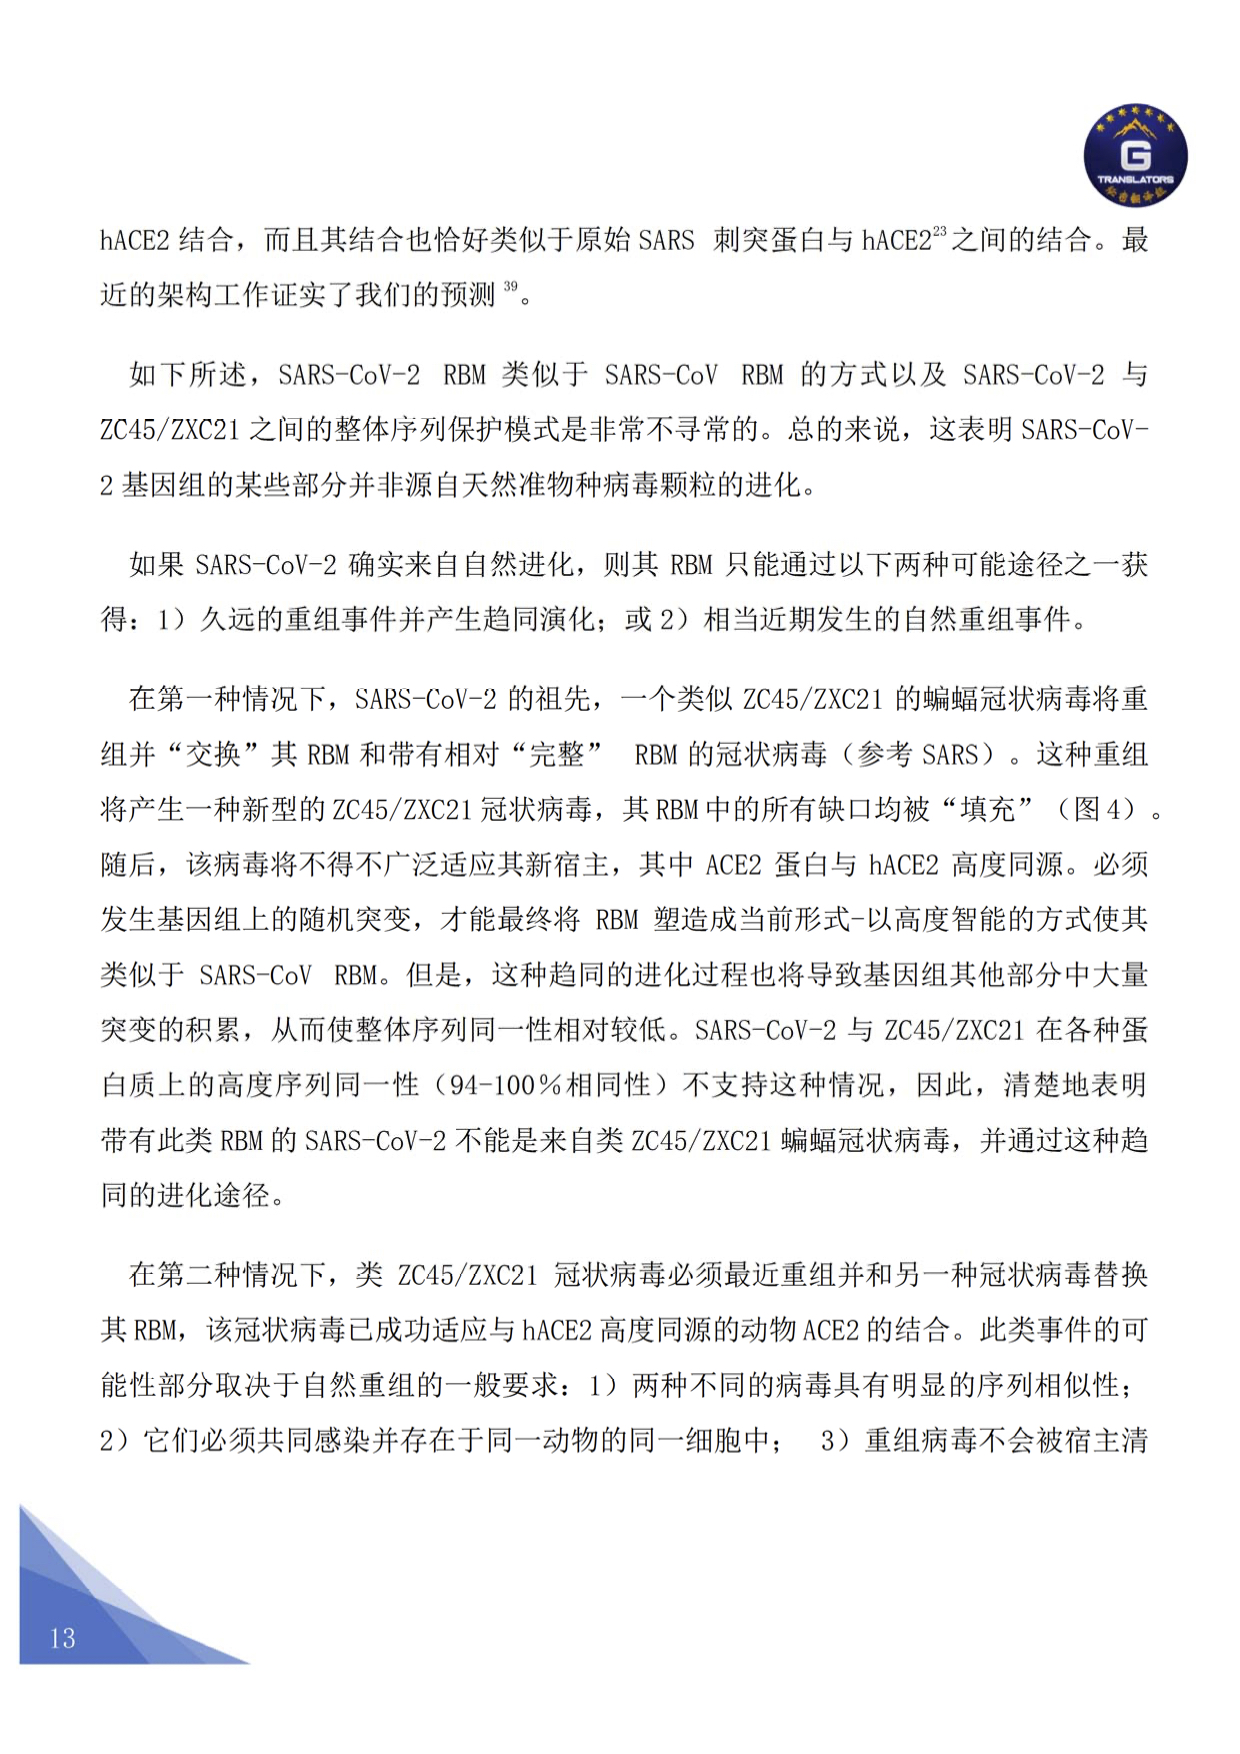 G
TRANSLATORS
hACE2 结合，而且其结合也恰好类似于原始 SARS 刺突蛋白与 hACE2²³之间的结合。最
近的架构工作证实了我们的预测 ³⁹。
如下所述，SARS-CoV-2 RBM 类似于 SARS-CoV RBM 的方式以及 SARS-CoV-2 与
ZC45/ZXC21 之间的整体序列保护模式是非常不寻常的。总的来说，这表明 SARS-CoV-
2 基因组的某些部分并非源自天然准物种病毒颗粒的进化。
如果 SARS-CoV-2 确实来自自然进化，则其 RBM 只能通过以下两种可能途径之一获
得：1）久远的重组事件并产生趋同演化；或 2）相当近期发生的自然重组事件。
在第一种情况下，SARS-CoV-2 的祖先，一个类似 ZC45/ZXC21 的蝙蝠冠状病毒将重
组并“交换”其 RBM 和带有相对“完整” RBM 的冠状病毒（参考 SARS）。这种重组
将产生一种新型的 ZC45/ZXC21 冠状病毒，其 RBM 中的所有缺口均被“填充”（图 4）。
随后，该病毒将不得不广泛适应其新宿主，其中 ACE2 蛋白与 hACE2 高度同源。必须
发生基因组上的随机突变，才能最终将 RBM 塑造成当前形式-以高度智能的方式使其
类似于 SARS-CoV RBM。但是，这种趋同的进化过程也将导致基因组其他部分中大量
突变的积累，从而使整体序列同一性相对较低。SARS-CoV-2 与 ZC45/ZXC21 在各种蛋
白质上的高度序列同一性（94-100％相同性）不支持这种情况，因此，清楚地表明
带有此类 RBM 的 SARS-CoV-2 不能是来自类 ZC45/ZXC21 蝙蝠冠状病毒，并通过这种趋
同的进化途径。
在第二种情况下，类 ZC45/ZXC21 冠状病毒必须最近重组并和另一种冠状病毒替换
其 RBM，该冠状病毒已成功适应与 hACE2 高度同源的动物 ACE2 的结合。此类事件的可
能性部分取决于自然重组的一般要求：1）两种不同的病毒具有明显的序列相似性；
2）它们必须共同感染并存在于同一动物的同一细胞中； 3）重组病毒不会被宿主清
13